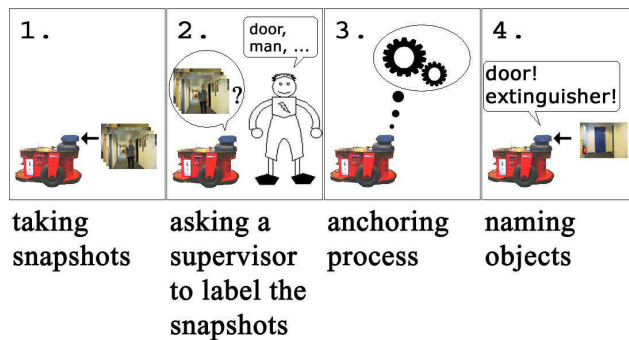 1.
2.
door,
man, ...
?
3.
4.
door!
extinguisher!
taking
snapshots
asking a
supervisor
to label the
snapshots
anchoring
process
naming
objects